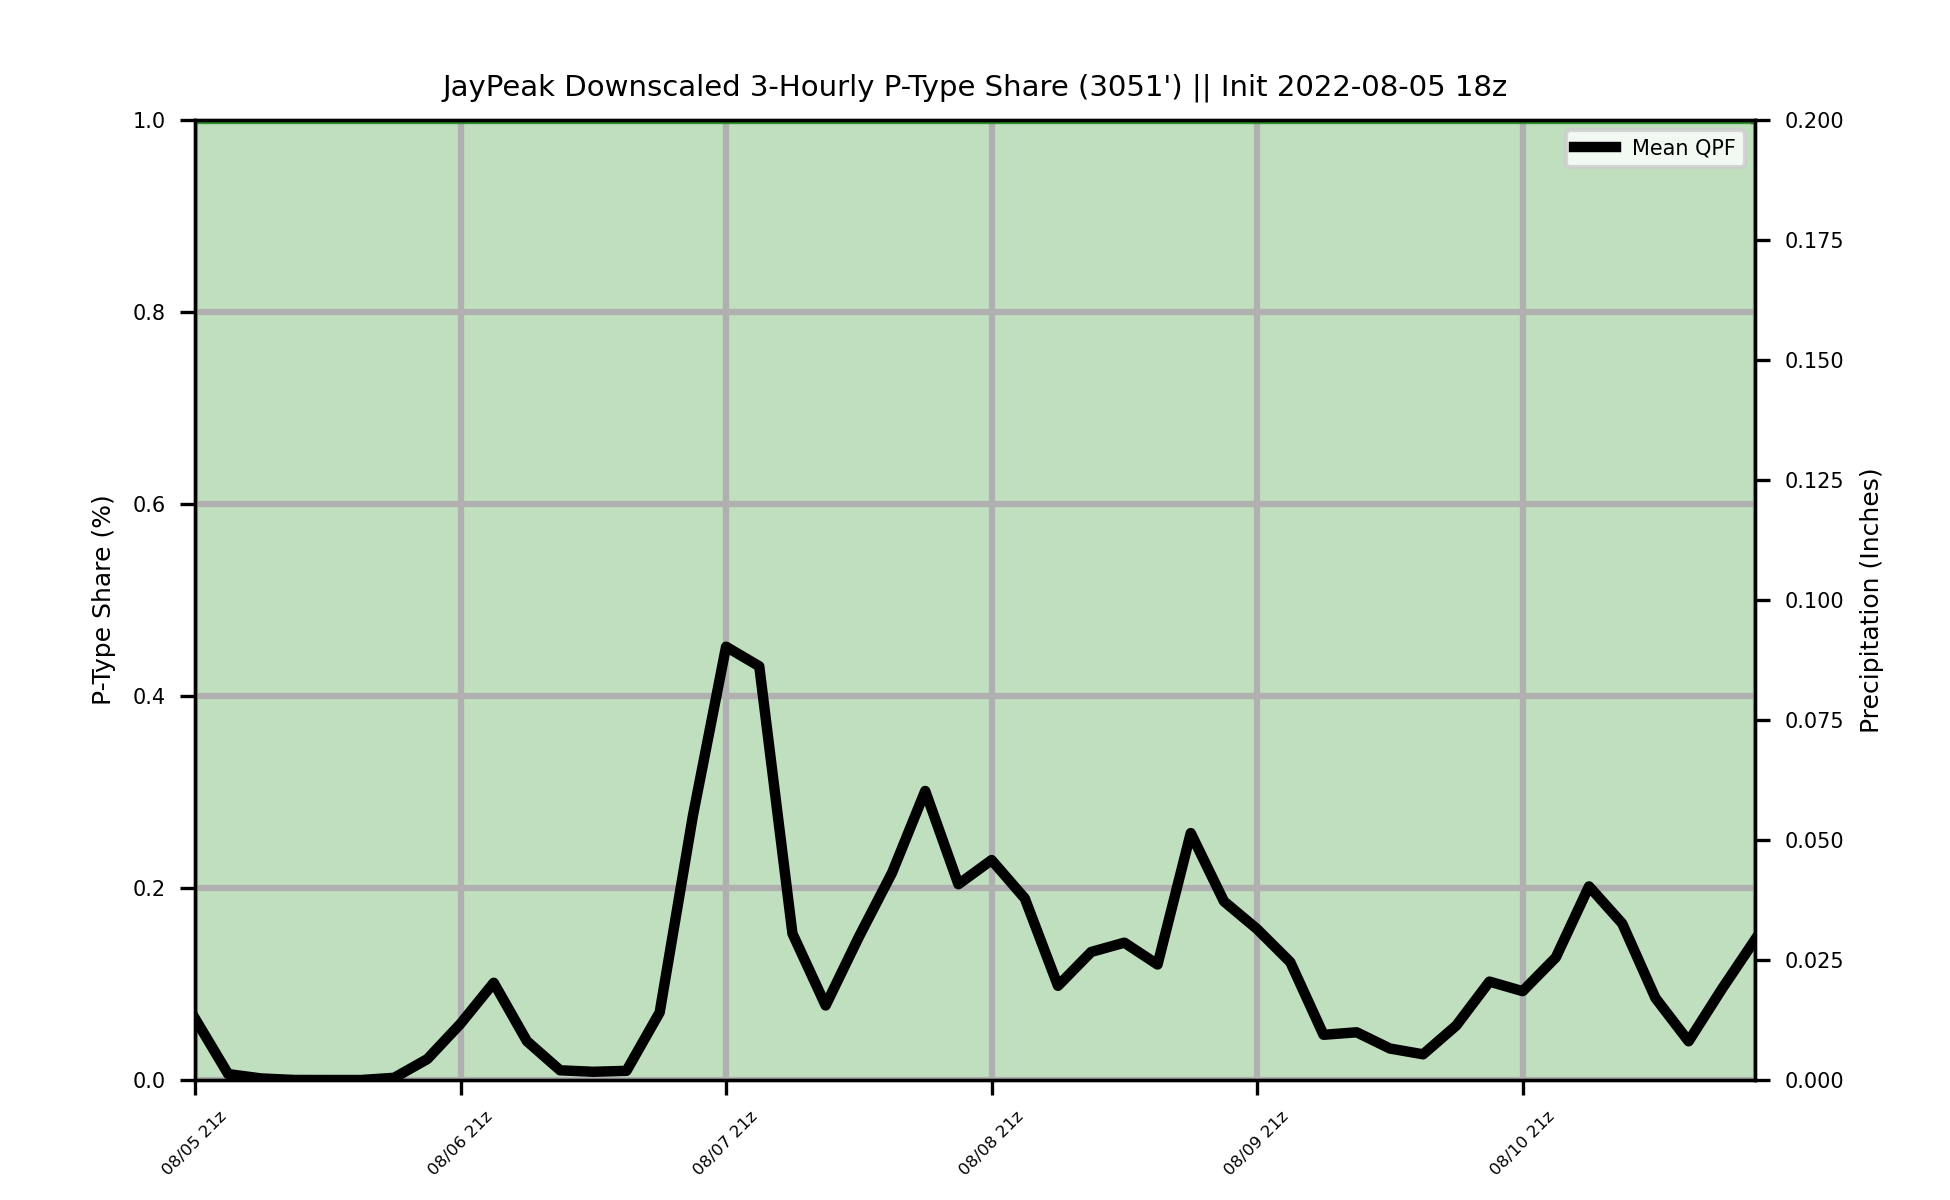 JayPeak Downscaled 3-Hourly P-Type Share (3051') || Init 2022-08-05 18z
Mean QPF
P-Type Share (%)
1.0
0.8
0.6
0.4
0.2
0.0
0.200
0.175
0.150
0.125
0.100
0.075
0.050
0.025
0.000
Precipitation (Inches)
08/05 21z
08/06 21z
08/07 21z
08/08 21z
08/09 21z
08/10 21z